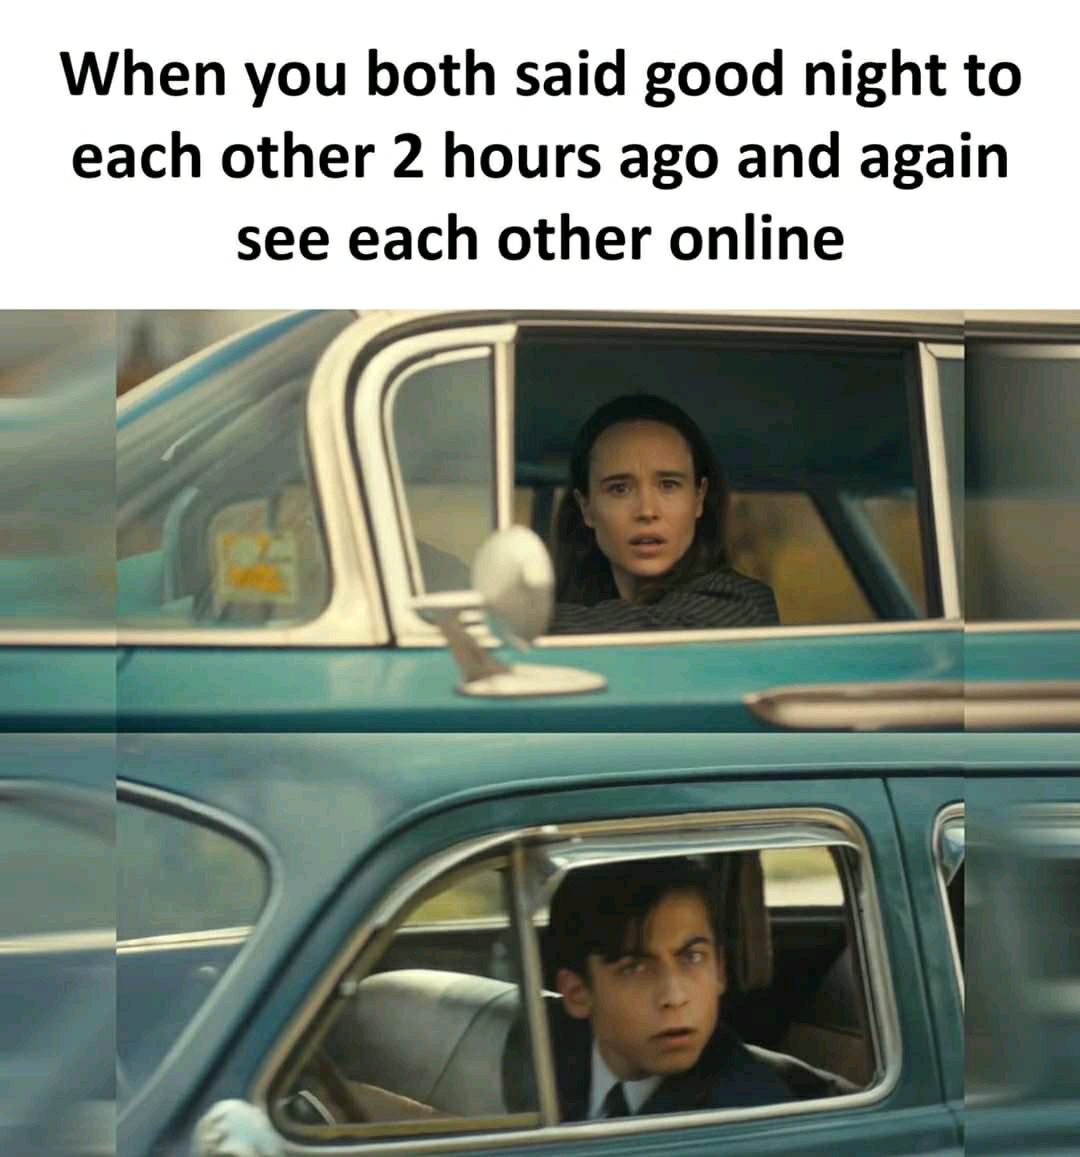 When you both said good night to
each other 2 hours ago and again
see each other online